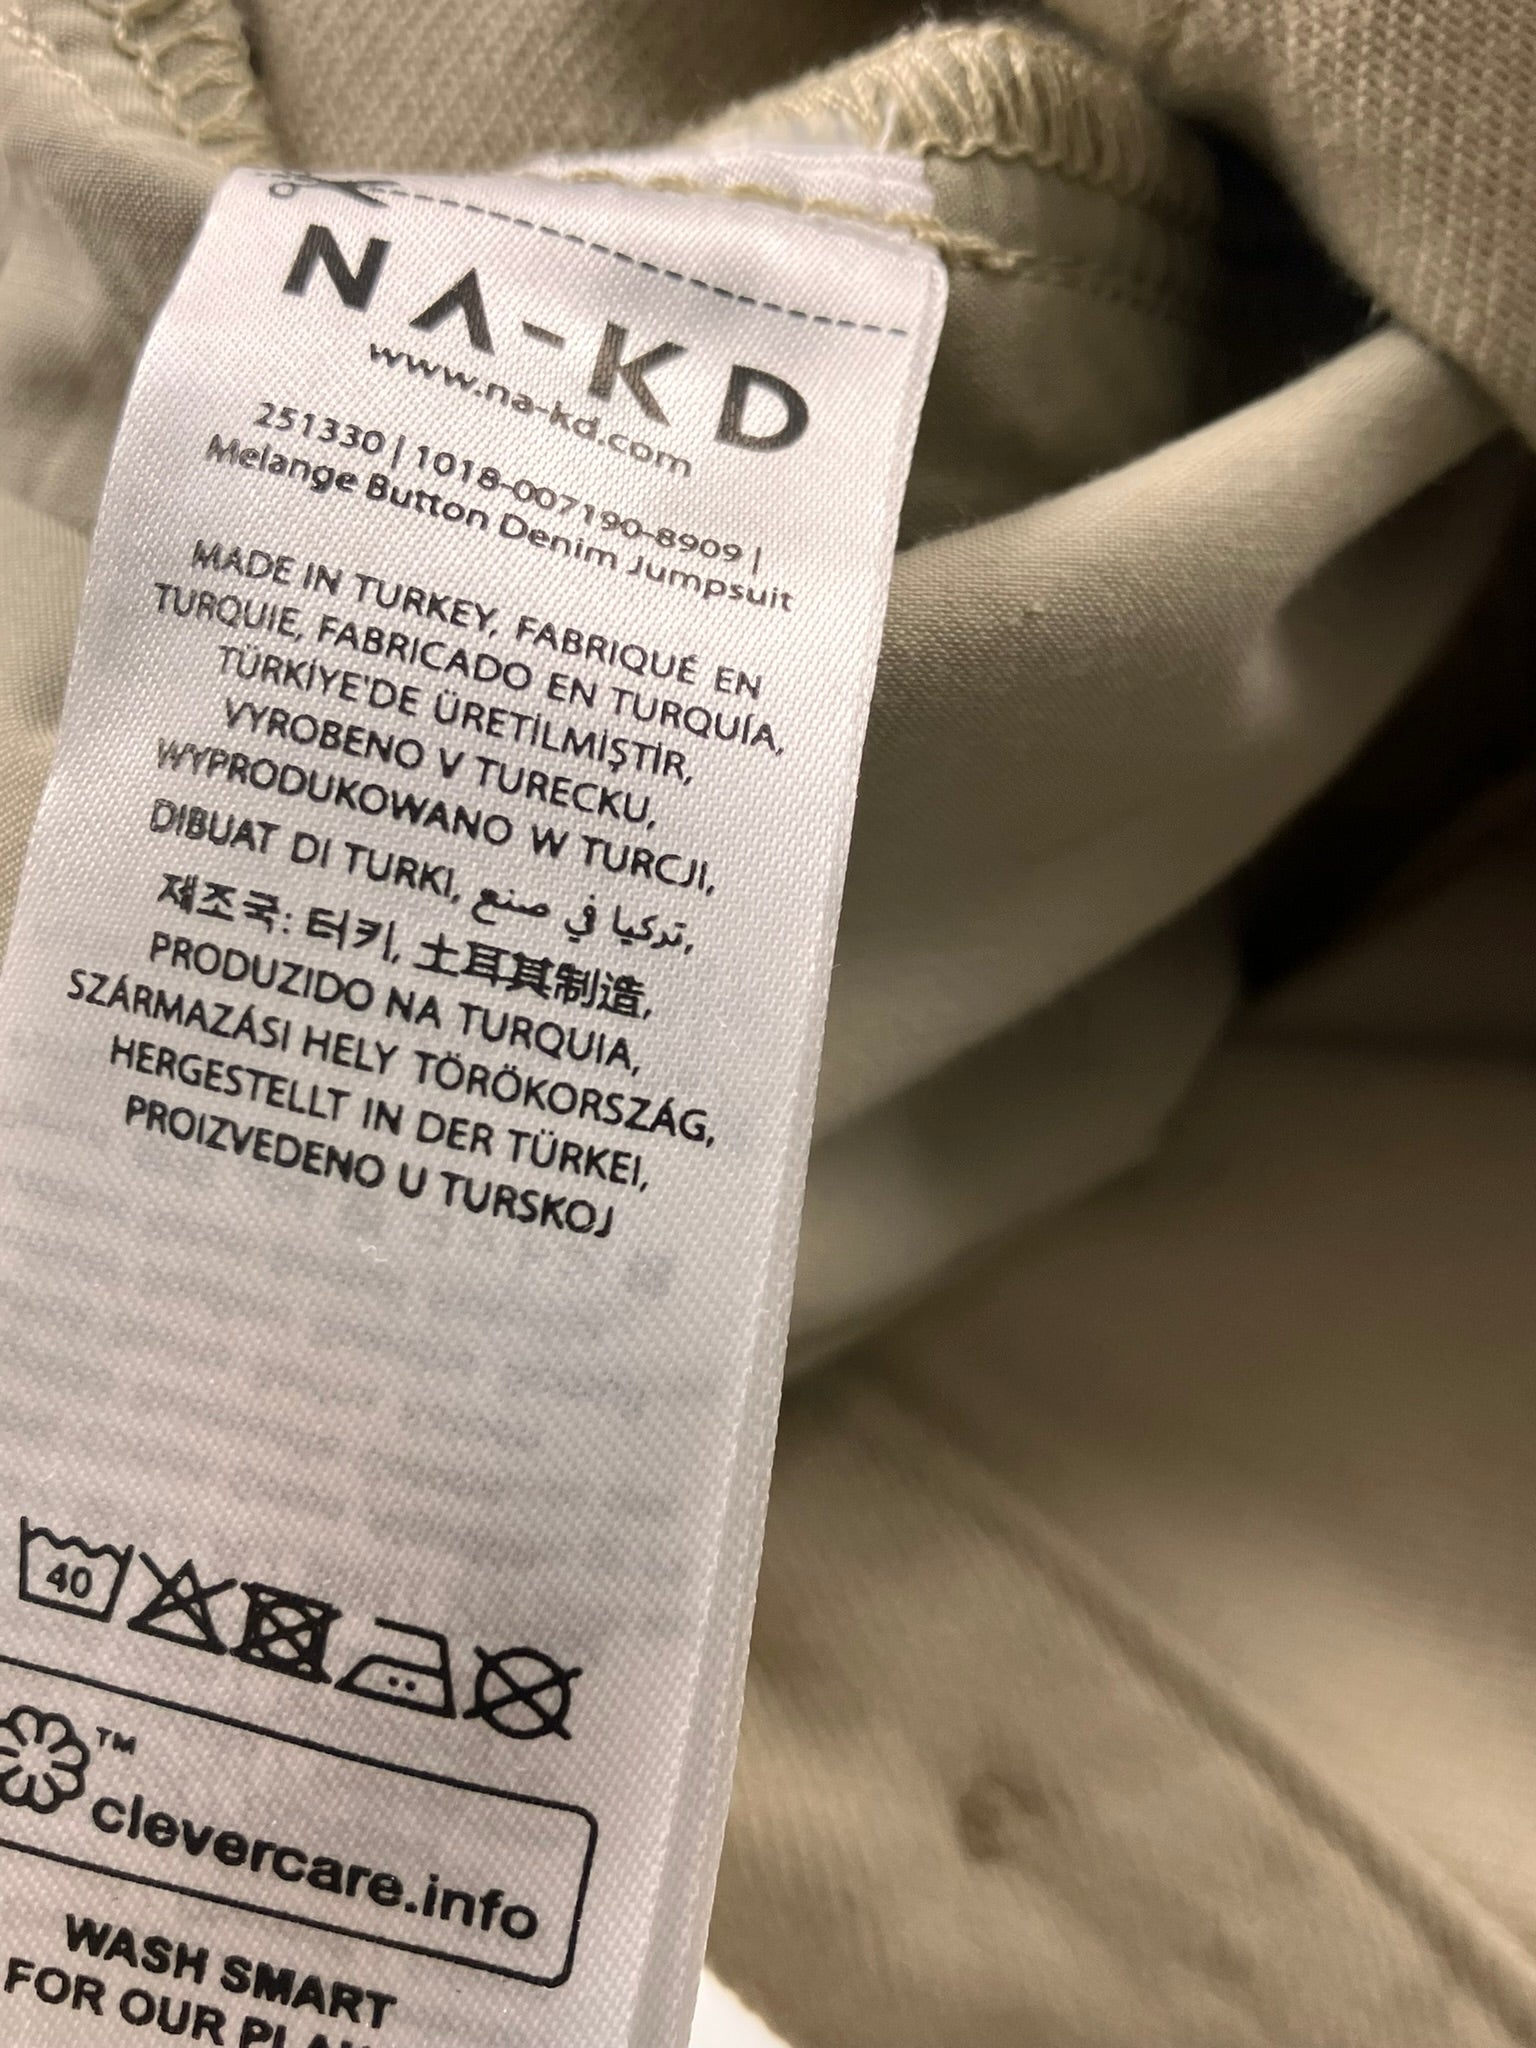 NA-KD
www.na-kd.com
251330 | 1018-007190-8909 |
Melange Button Denim Jumpsuit
MADE IN TURKEY, FABRIQUÉ EN
TURQUIE, FABRICADO EN TURQUÍA,
TÜRKİYE'DE ÜRETİLMİŞTİR,
VYROBENO V TURECKU,
WYPRODUKOWANO W TURCJI,
DIBUAT DI TURKI, تركيا في صنع,
제조국: 터키, 土耳其制造,
PRODUZIDO NA TURQUIA,
SZÁRMAZÁSI HELY TÖRÖKORSZÁG,
HERGESTELLT IN DER TÜRKEI,
PROIZVEDENO U TURSKOJ
40
™
clevercare.info
WASH SMART
FOR OUR